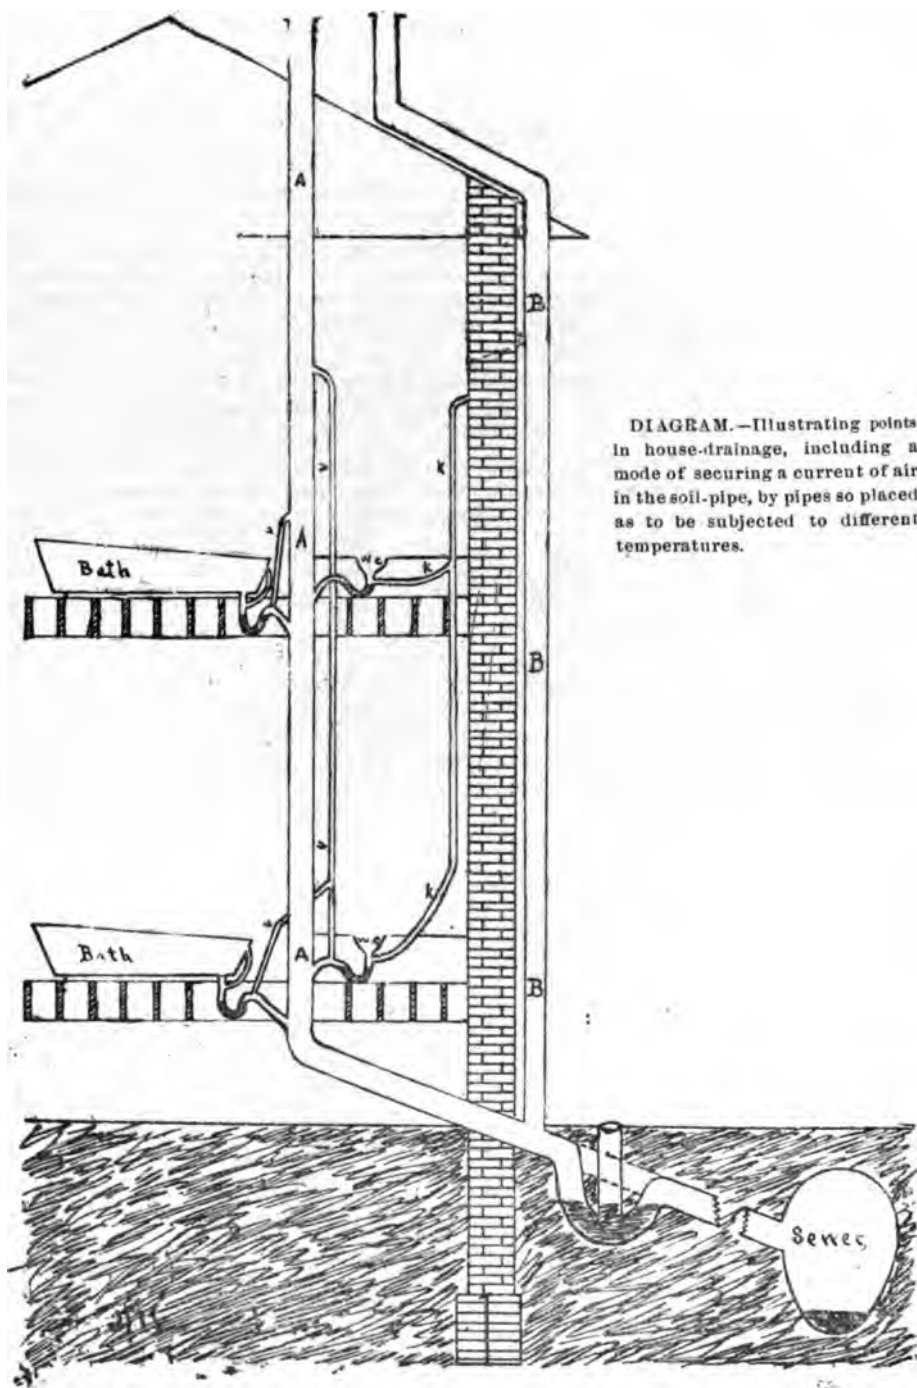 A
B
DIAGRAM.—Illustrating points
in house-drainage, including a
mode of securing a current of air
in the soil-pipe, by pipes so placed
as to be subjected to different
temperatures.
k
Bath
A
w c
k
B
k
Bath
A
w c
B
Sewer